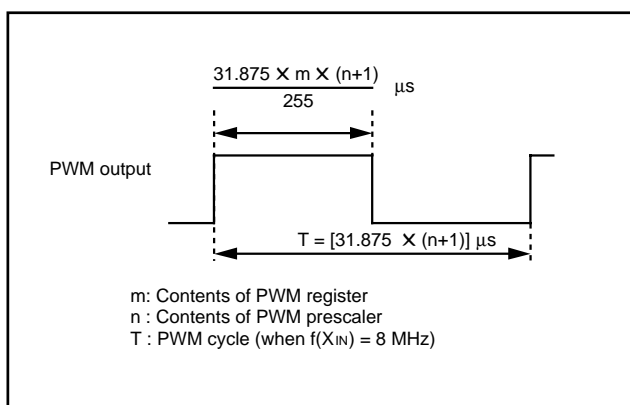 31.875 × m × (n+1)
255
μs
PWM output
T = [31.875 × (n+1)] μs
m: Contents of PWM register
n : Contents of PWM prescaler
T : PWM cycle (when f(XIN) = 8 MHz)